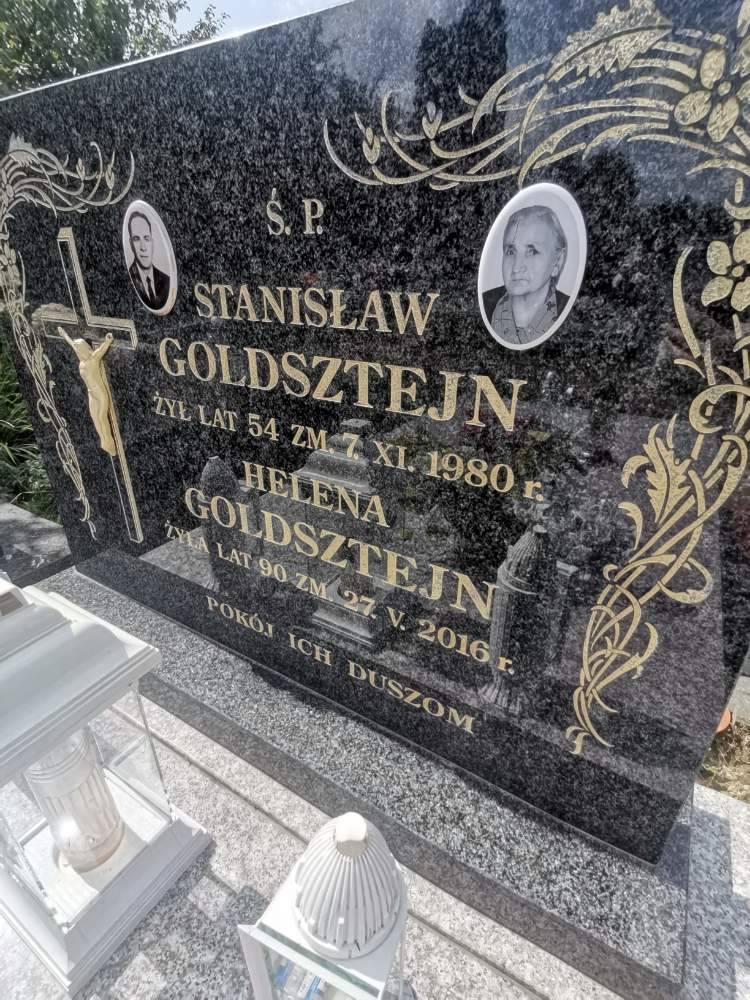 Ś. P.
STANISŁAW
GOLDSZTEJN
ŻYŁ LAT 54 ZM. 7. XI. 1980 r.
HELENA
GOLDSZTEJN
ŻYŁA LAT 90 ZM. 27. V. 2016 r.
POKÓJ ICH DUSZOM